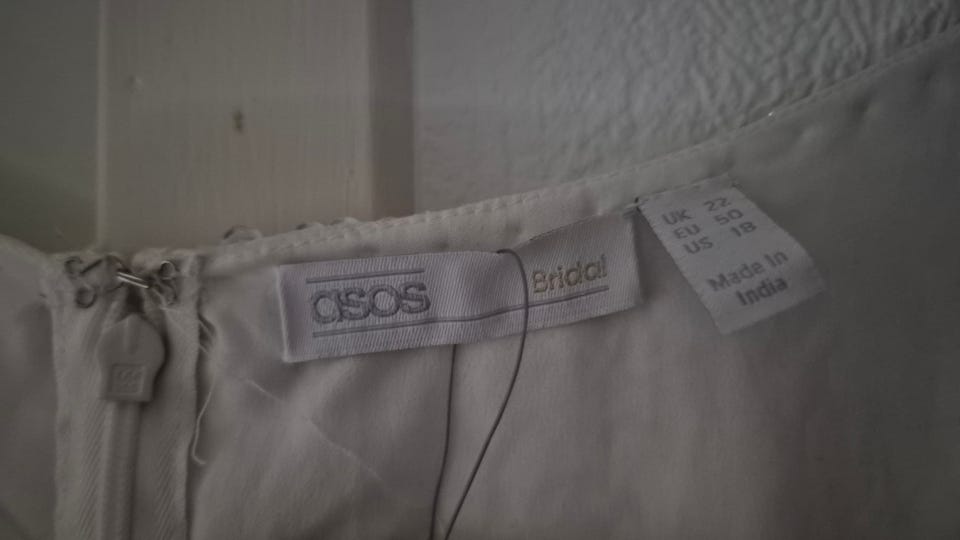 asos
Bridal
UK 22
EU 50
US 18
Made In
India